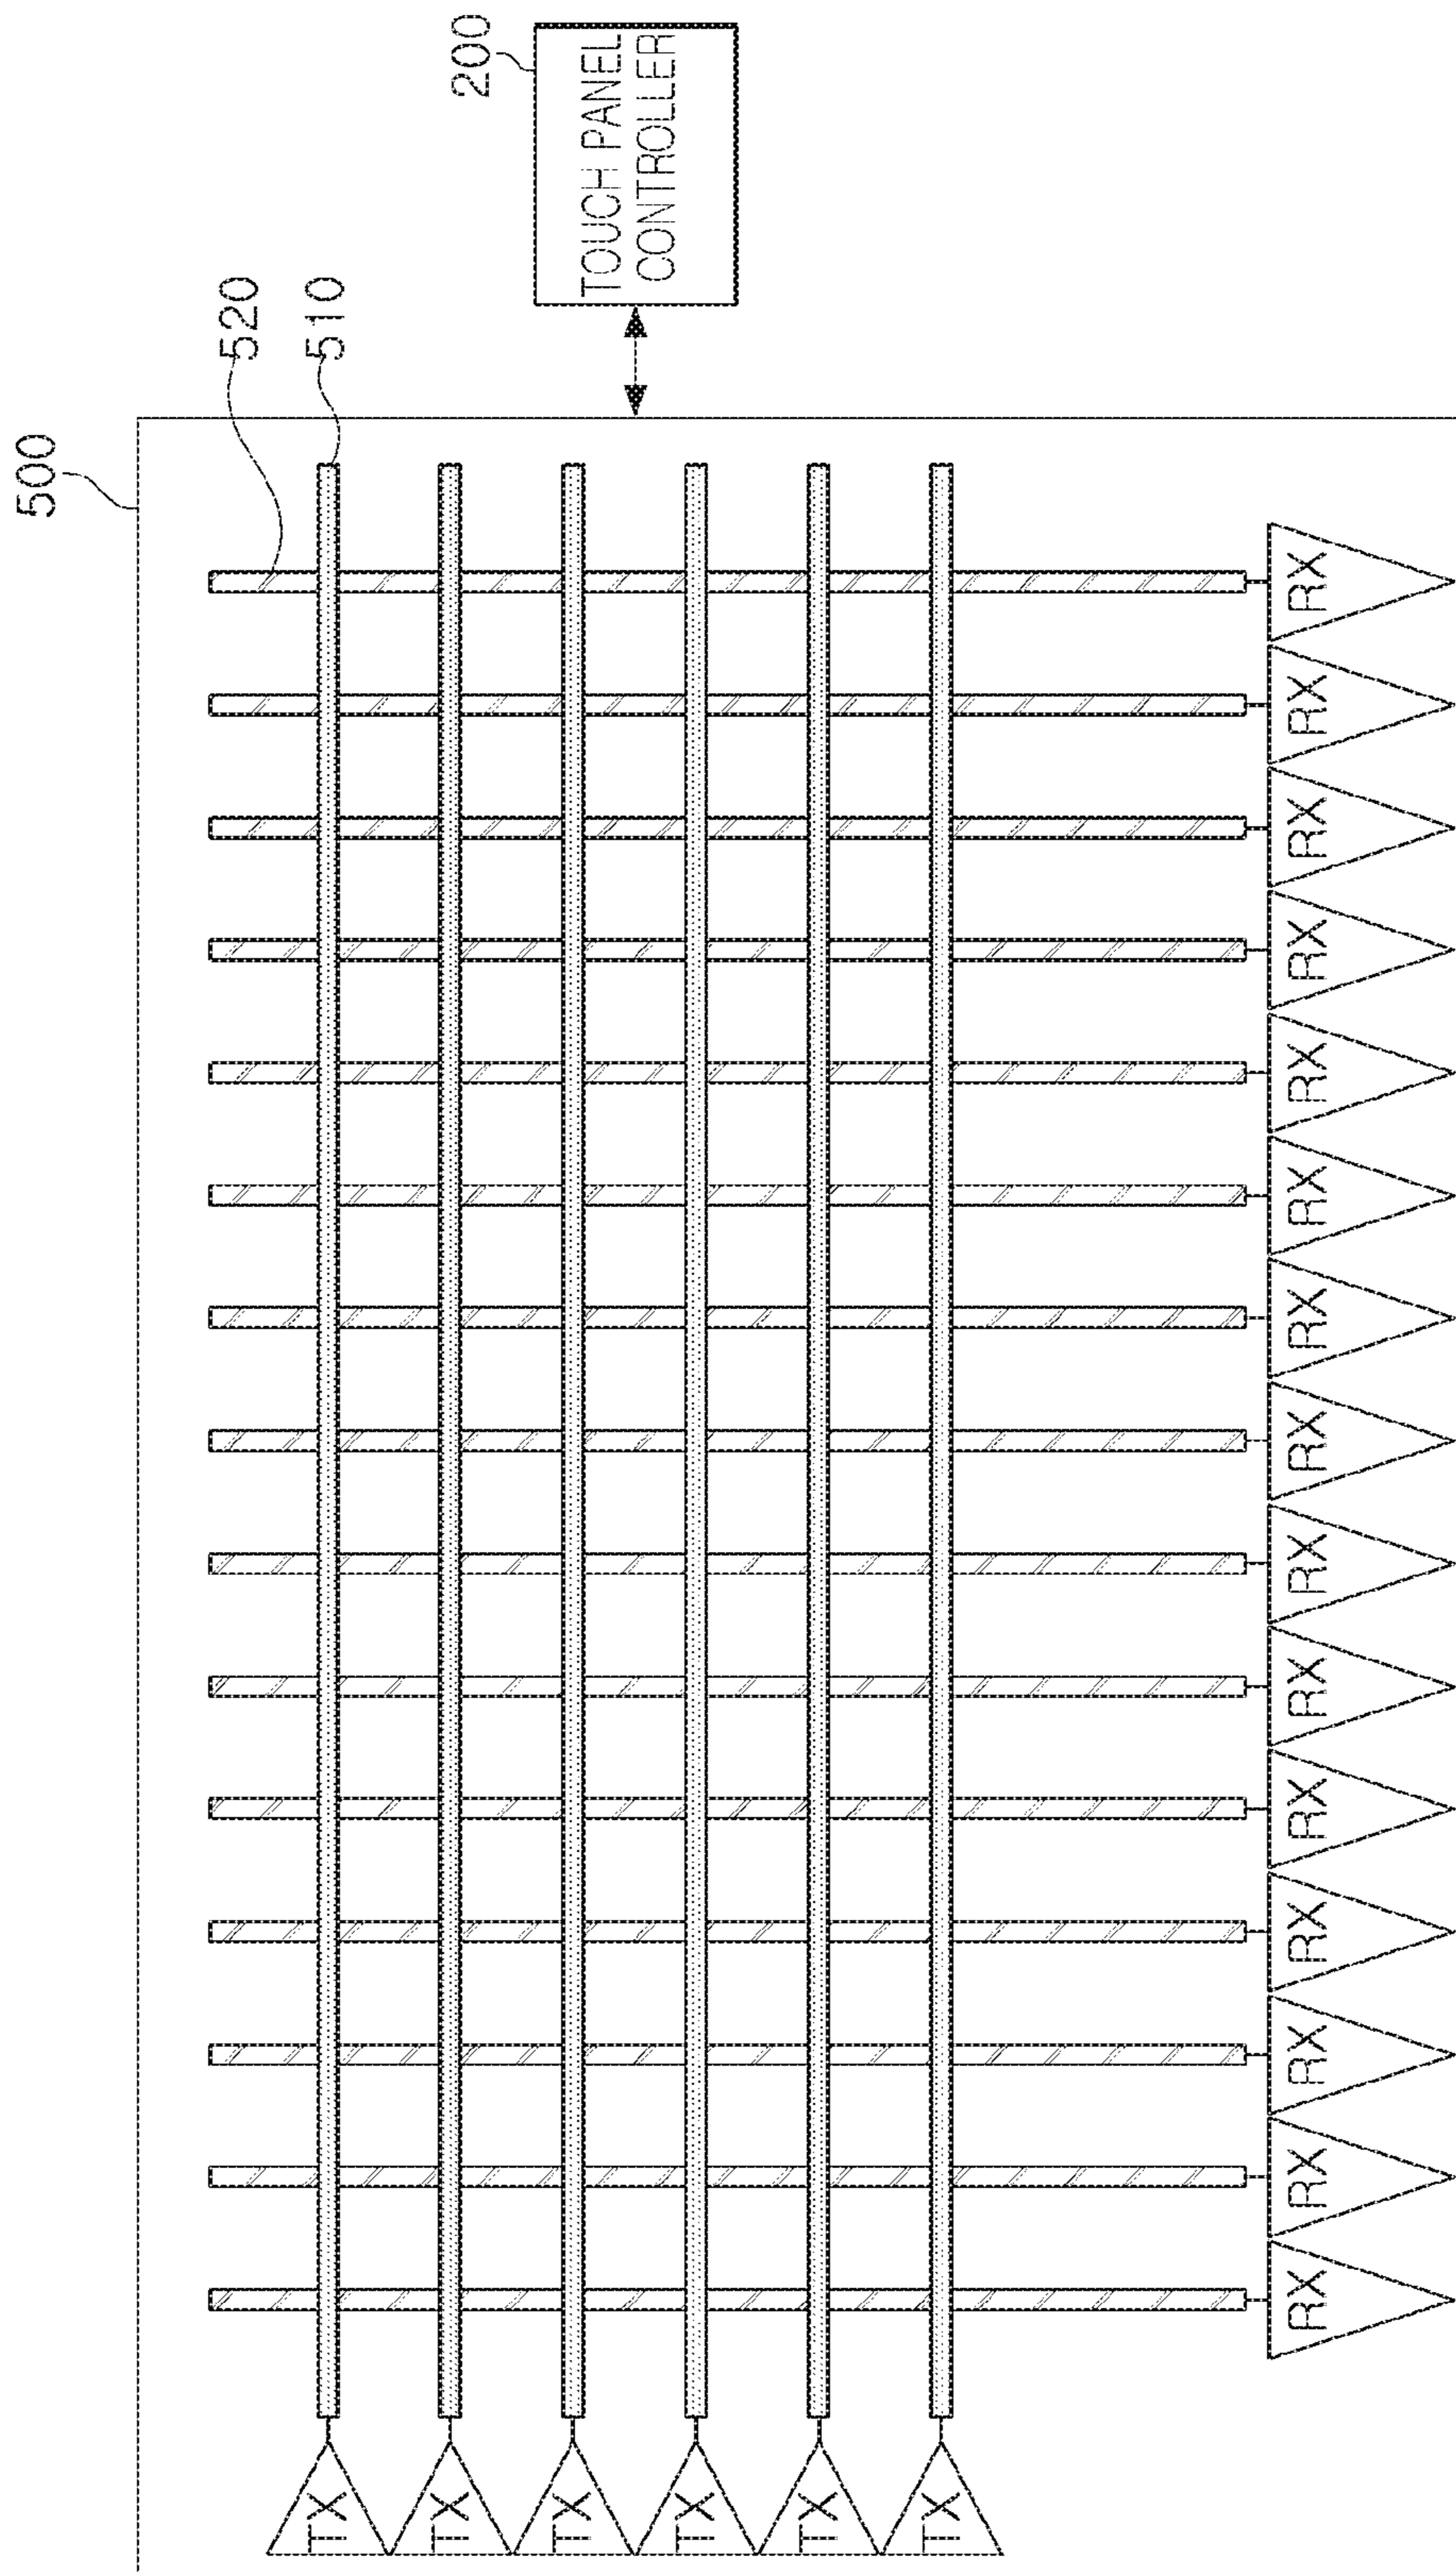 500
520
510
200
TOUCH PANEL
CONTROLLER
TX
TX
TX
TX
TX
TX
RX RX RX RX RX RX RX RX RX RX RX RX RX RX RX